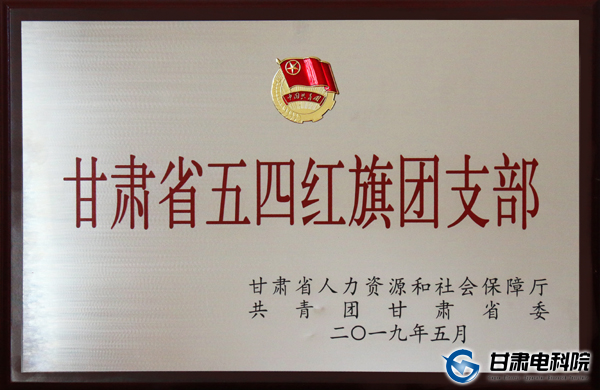 中国共青团
甘肃省五四红旗团支部
甘肃省人力资源和社会保障厅
共青团甘肃省委
二〇一九年五月
甘肃电科院